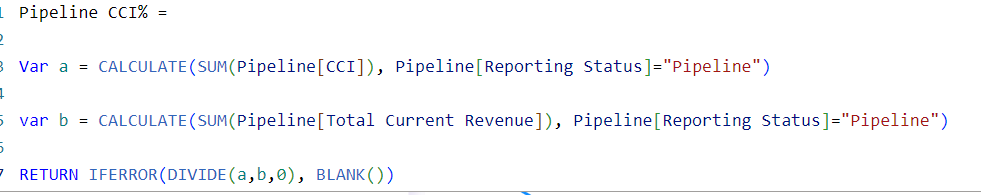 1 Pipeline CCI% =
2
3 Var a = CALCULATE(SUM(Pipeline[CCI]), Pipeline[Reporting Status]="Pipeline")
4
5 var b = CALCULATE(SUM(Pipeline[Total Current Revenue]), Pipeline[Reporting Status]="Pipeline")
6
7 RETURN IFERROR(DIVIDE(a,b,0), BLANK())